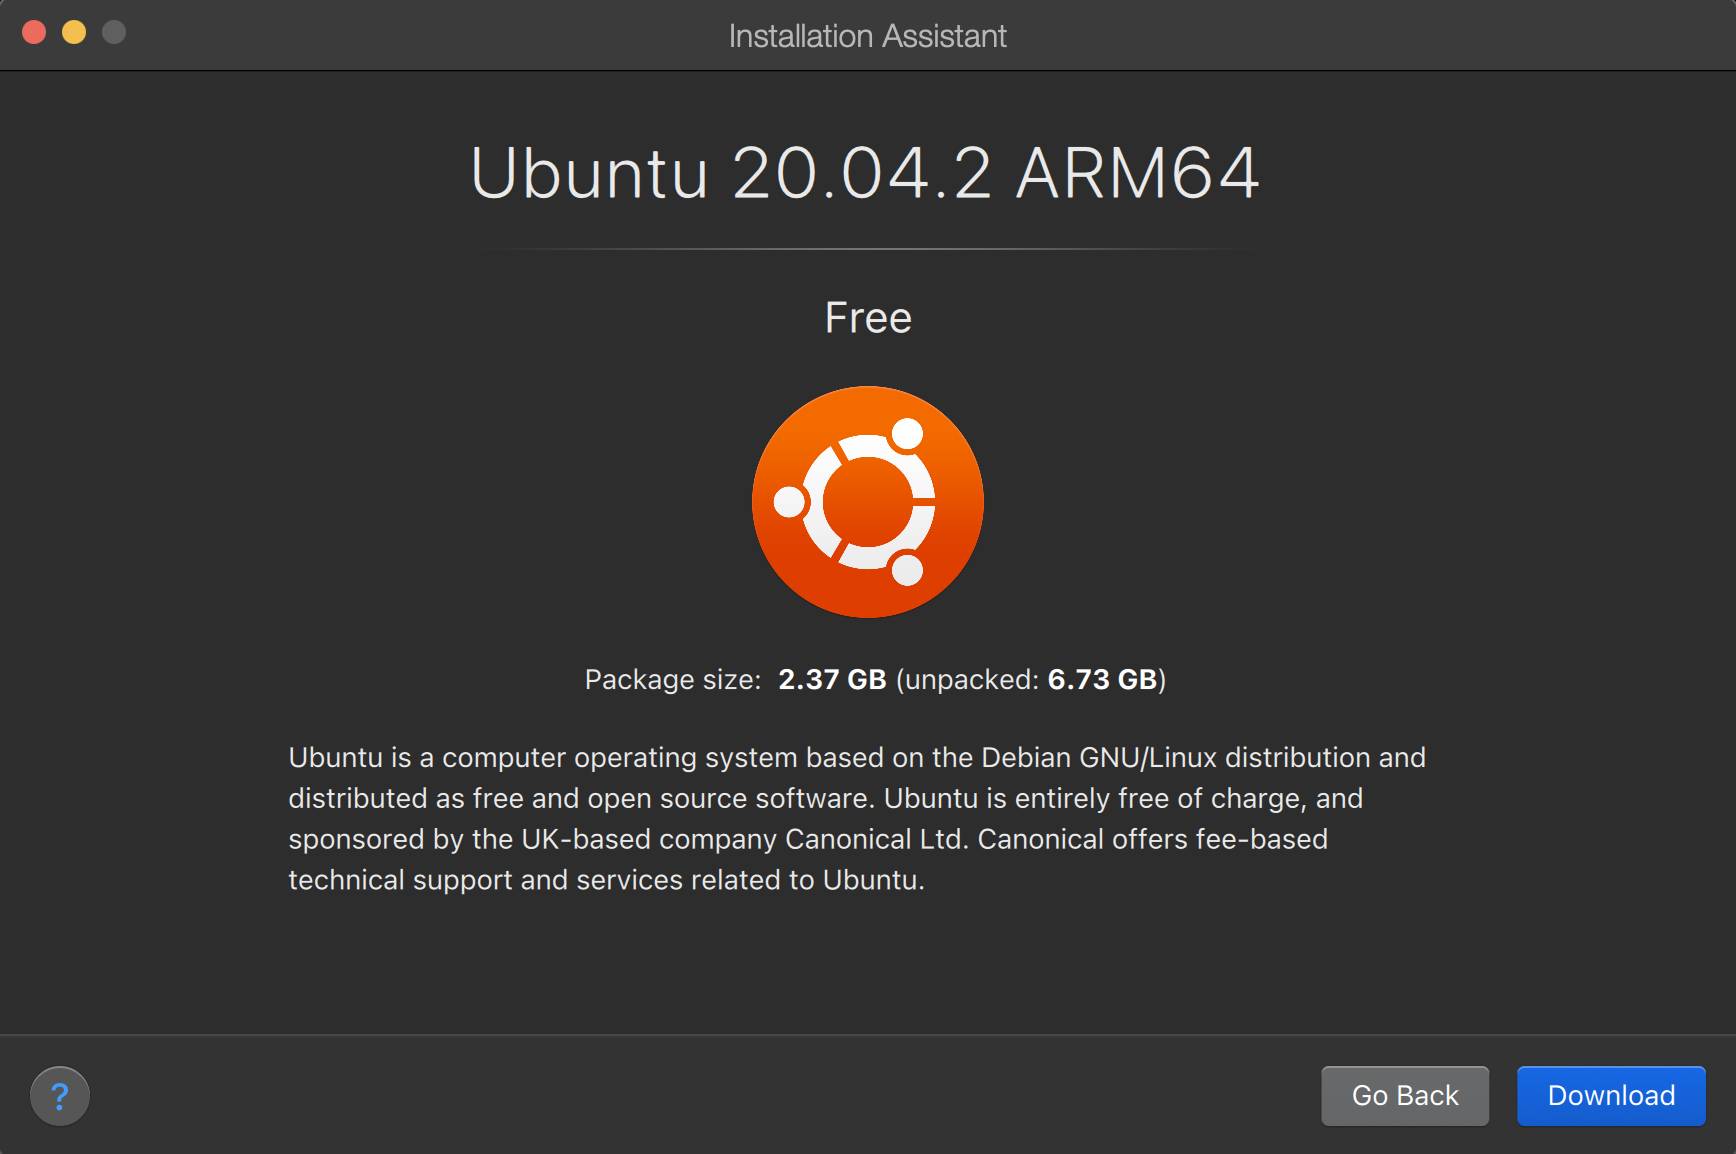 Installation Assistant
Ubuntu 20.04.2 ARM64
Free
Package size: 2.37 GB (unpacked: 6.73 GB)
Ubuntu is a computer operating system based on the Debian GNU/Linux distribution and
distributed as free and open source software. Ubuntu is entirely free of charge, and
sponsored by the UK-based company Canonical Ltd. Canonical offers fee-based
technical support and services related to Ubuntu.
?
Go Back
Download